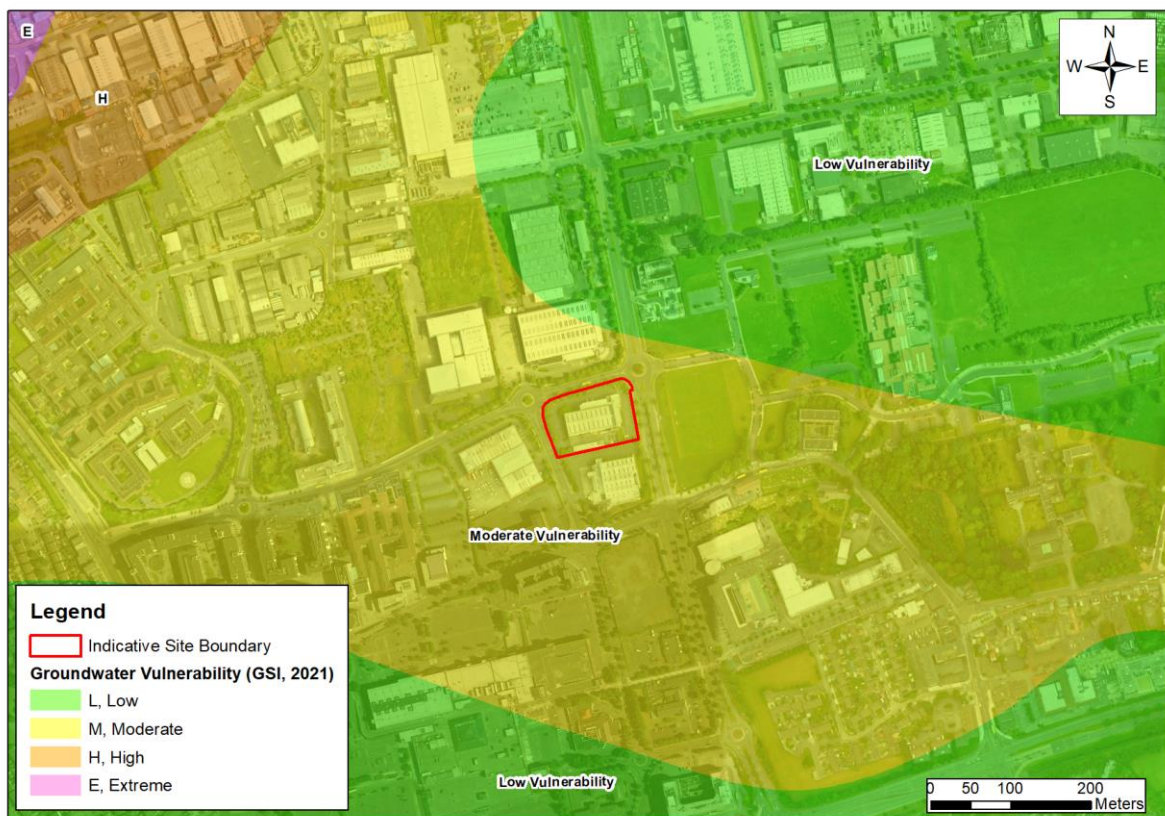 E
N
W E
S
H
Low Vulnerability
Moderate Vulnerability
Legend
Indicative Site Boundary
Groundwater Vulnerability (GSI, 2021)
L, Low
M, Moderate
H, High
E, Extreme
Low Vulnerability
0 50 100 200
Meters